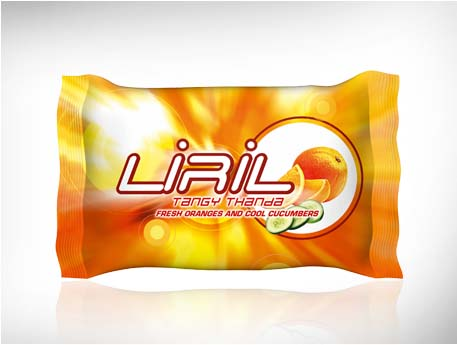 LiRiL
TANGY THANDA
FRESH ORANGES AND COOL CUCUMBERS